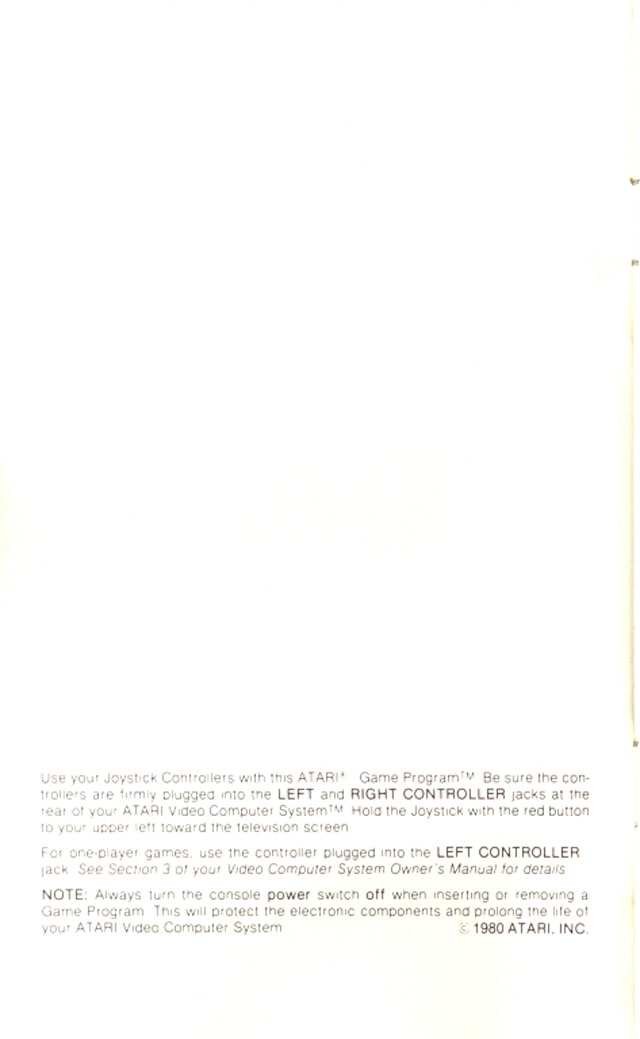 Use your Joystick Controllers with this ATARI® Game Program™ Be sure the con-
trollers are firmly plugged into the LEFT and RIGHT CONTROLLER jacks at the
rear of your ATARI Video Computer System™ Hold the Joystick with the red button
to your upper left toward the television screen
For one-player games, use the controller plugged into the LEFT CONTROLLER
jack. See Section 3 of your Video Computer System Owner's Manual for details
NOTE: Always turn the console power switch off when inserting or removing a
Game Program. This will protect the electronic components and prolong the life of
your ATARI Video Computer System
© 1980 ATARI, INC.